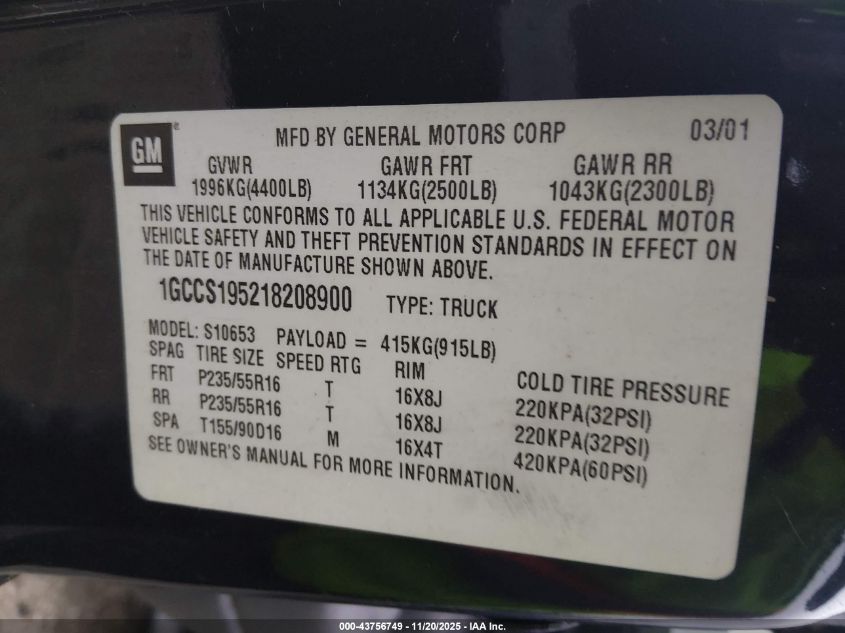 GM ®
MFD BY GENERAL MOTORS CORP 03/01
GVWR GAWR FRT GAWR RR
1996KG(4400LB) 1134KG(2500LB) 1043KG(2300LB)
THIS VEHICLE CONFORMS TO ALL APPLICABLE U.S. FEDERAL MOTOR
VEHICLE SAFETY AND THEFT PREVENTION STANDARDS IN EFFECT ON
THE DATE OF MANUFACTURE SHOWN ABOVE.
1GCCS195218208900 TYPE: TRUCK
MODEL: S10653 PAYLOAD = 415KG(915LB)
SPAG TIRE SIZE SPEED RTG RIM COLD TIRE PRESSURE
FRT P235/55R16 T 16X8J 220KPA(32PSI)
RR P235/55R16 T 16X8J 220KPA(32PSI)
SPA T155/90D16 M 16X4T 420KPA(60PSI)
SEE OWNER'S MANUAL FOR MORE INFORMATION.
000-43756749 - 11/20/2025 - IAA Inc.